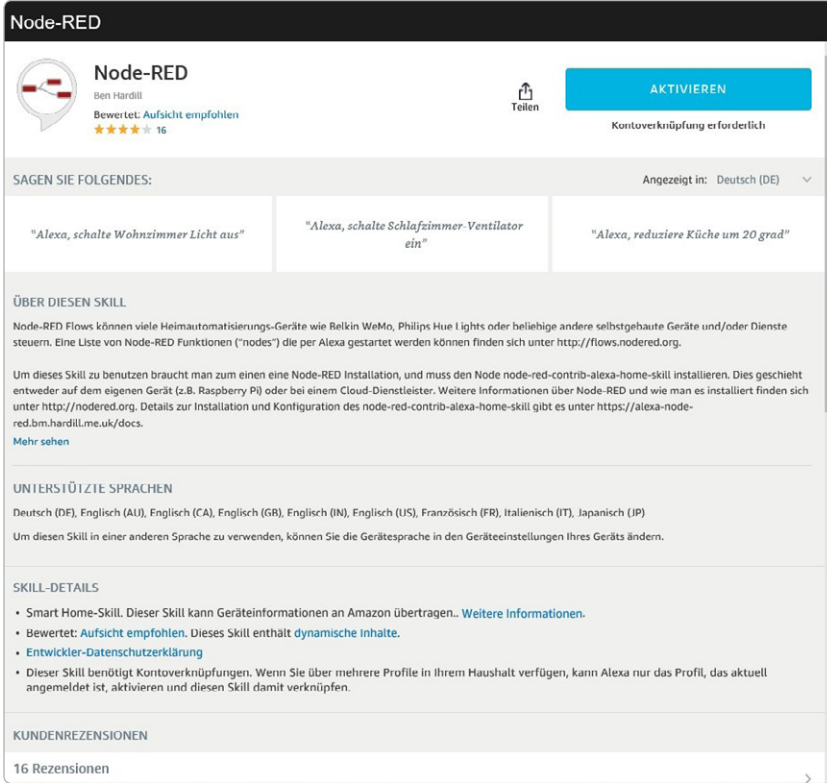 Node-RED
Node-RED
Ben Hardill
Bewertet: Aufsicht empfohlen
16
Teilen
AKTIVIEREN
Kontoverknüpfung erforderlich
SAGEN SIE FOLGENDES:
Angezeigt in: Deutsch (DE)
"Alexa, schalte Wohnzimmer Licht aus"
"Alexa, schalte Schlafzimmer-Ventilator
ein"
"Alexa, reduziere Küche um 20 grad"
ÜBER DIESEN SKILL
Node-RED Flows können viele Heimautomatisierungs-Geräte wie Belkin WeMo, Philips Hue Lights oder beliebige andere selbstgebaute Geräte und/oder Dienste
steuern. Eine Liste von Node-RED Funktionen ("nodes") die per Alexa gestartet werden können finden sich unter http://flows.nodered.org.
Um dieses Skill zu benutzen braucht man zum einen eine Node-RED Installation, und muss den Node node-red-contrib-alexa-home-skill installieren. Dies geschieht
entweder auf dem eigenen Gerät (z.B. Raspberry Pi) oder bei einem Cloud-Dienstleister. Weitere Informationen über Node-RED und wie man es installiert finden sich
unter http://nodered.org. Details zur Installation und Konfiguration des node-red-contrib-alexa-home-skill gibt es unter https://alexa-node-
red.bm.hardill.me.uk/docs.
Mehr sehen
UNTERSTÜTZTE SPRACHEN
Deutsch (DE), Englisch (AU), Englisch (CA), Englisch (GB), Englisch (IN), Englisch (US), Französisch (FR), Italienisch (IT), Japanisch (JP)
Um diesen Skill in einer anderen Sprache zu verwenden, können Sie die Gerätesprache in den Geräteeinstellungen Ihres Geräts ändern.
SKILL-DETAILS
• Smart Home-Skill. Dieser Skill kann Geräteinformationen an Amazon übertragen.. Weitere Informationen.
• Bewertet: Aufsicht empfohlen. Dieses Skill enthält dynamische Inhalte.
• Entwickler-Datenschutzerklärung
• Dieser Skill benötigt Kontoverknüpfungen. Wenn Sie über mehrere Profile in Ihrem Haushalt verfügen, kann Alexa nur das Profil, das aktuell
angemeldet ist, aktivieren und diesen Skill damit verknüpfen.
KUNDENREZENSIONEN
16 Rezensionen